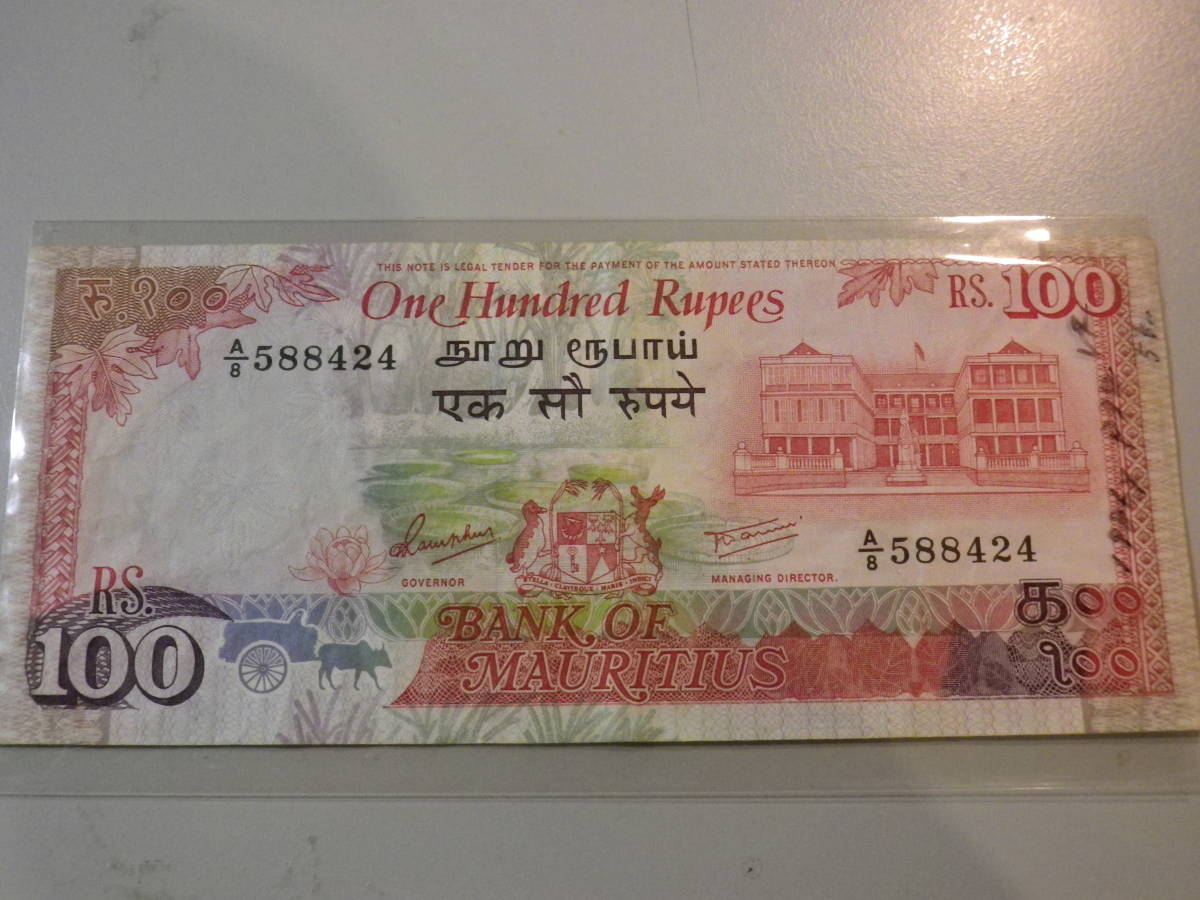 THIS NOTE IS LEGAL TENDER FOR THE PAYMENT OF THE AMOUNT STATED THEREON
रु. १००
One Hundred Rupees
RS. 100
A/8 588424
நூறு ரூபாய்
एक सौ रुपये
A/8 588424
GOVERNOR
MANAGING DIRECTOR.
STELLA · CLAVISQUE · MARIS · INDICI
RS.
100
BANK OF
MAURITIUS
க00
१००